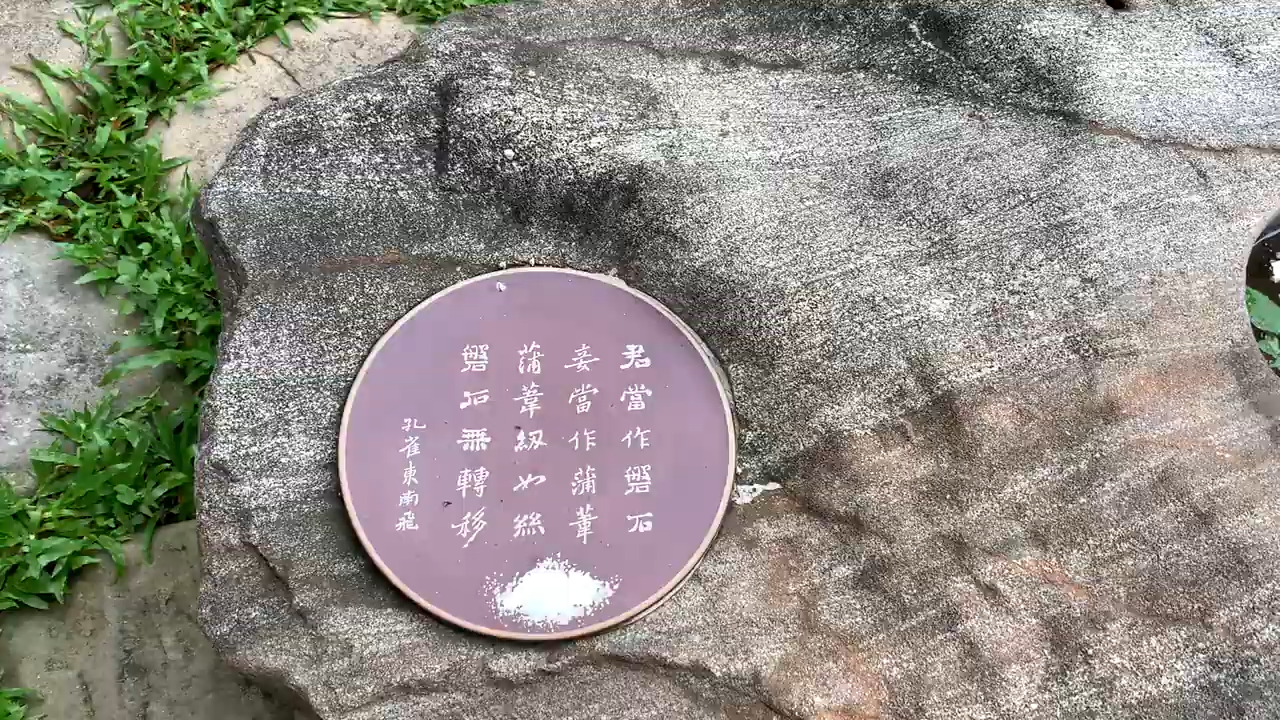 君當作磐石
妾當作蒲葦
蒲葦紉如絲
磐石無轉移
孔雀東南飛